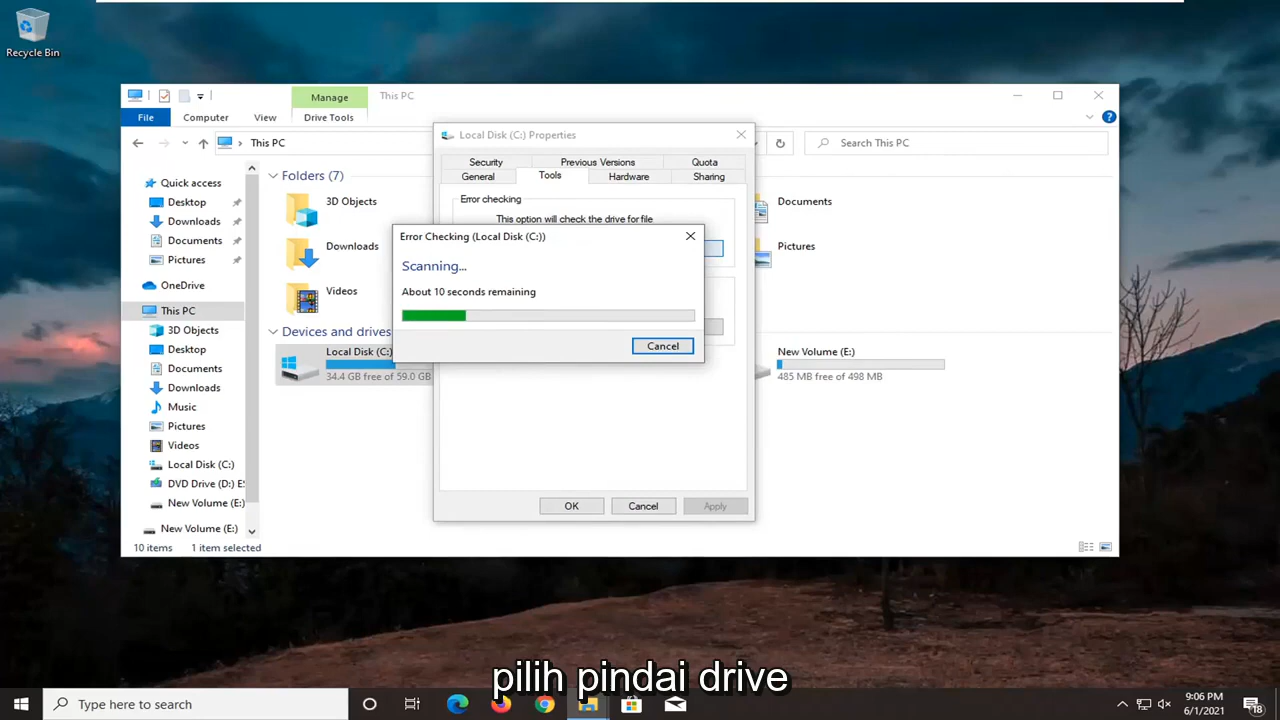 Recycle Bin
Manage
This PC
File
Computer
View
Drive Tools
This PC
Search This PC
Quick access
Desktop
Downloads
Documents
Pictures
OneDrive
This PC
3D Objects
Desktop
Documents
Downloads
Music
Pictures
Videos
Local Disk (C:)
DVD Drive (D:) ES
New Volume (E:)
New Volume (E:)
10 items
1 item selected
Folders (7)
3D Objects
Downloads
Videos
Documents
Pictures
Devices and drives
Local Disk (C:)
34.4 GB free of 59.0 GB
New Volume (E:)
485 MB free of 498 MB
Local Disk (C:) Properties
Security
Previous Versions
Quota
General
Tools
Hardware
Sharing
Error checking
This option will check the drive for file
Error Checking (Local Disk (C:))
Scanning...
About 10 seconds remaining
Cancel
OK
Cancel
Apply
pilih pindai drive
Type here to search
9:06 PM
6/1/2021
18